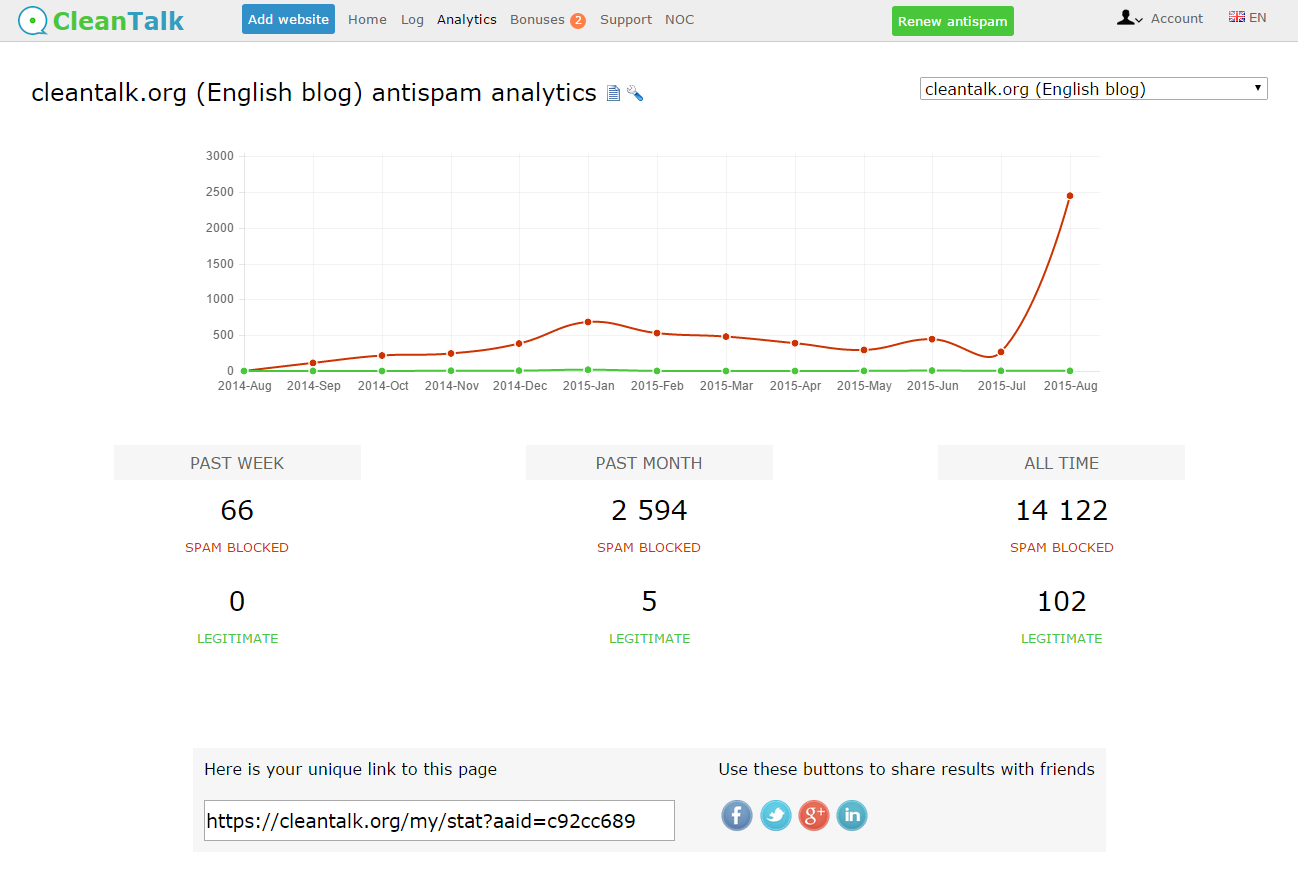 CleanTalk Add website Home Log Analytics Bonuses 2 Support NOC Renew antispam Account EN
cleantalk.org (English blog) antispam analytics
cleantalk.org (English blog)
3000
2500
2000
1500
1000
500
0
2014-Aug 2014-Sep 2014-Oct 2014-Nov 2014-Dec 2015-Jan 2015-Feb 2015-Mar 2015-Apr 2015-May 2015-Jun 2015-Jul 2015-Aug
PAST WEEK PAST MONTH ALL TIME
66 2 594 14 122
SPAM BLOCKED SPAM BLOCKED SPAM BLOCKED
0 5 102
LEGITIMATE LEGITIMATE LEGITIMATE
Here is your unique link to this page Use these buttons to share results with friends
https://cleantalk.org/my/stat?aaid=c92cc689 f g+ in